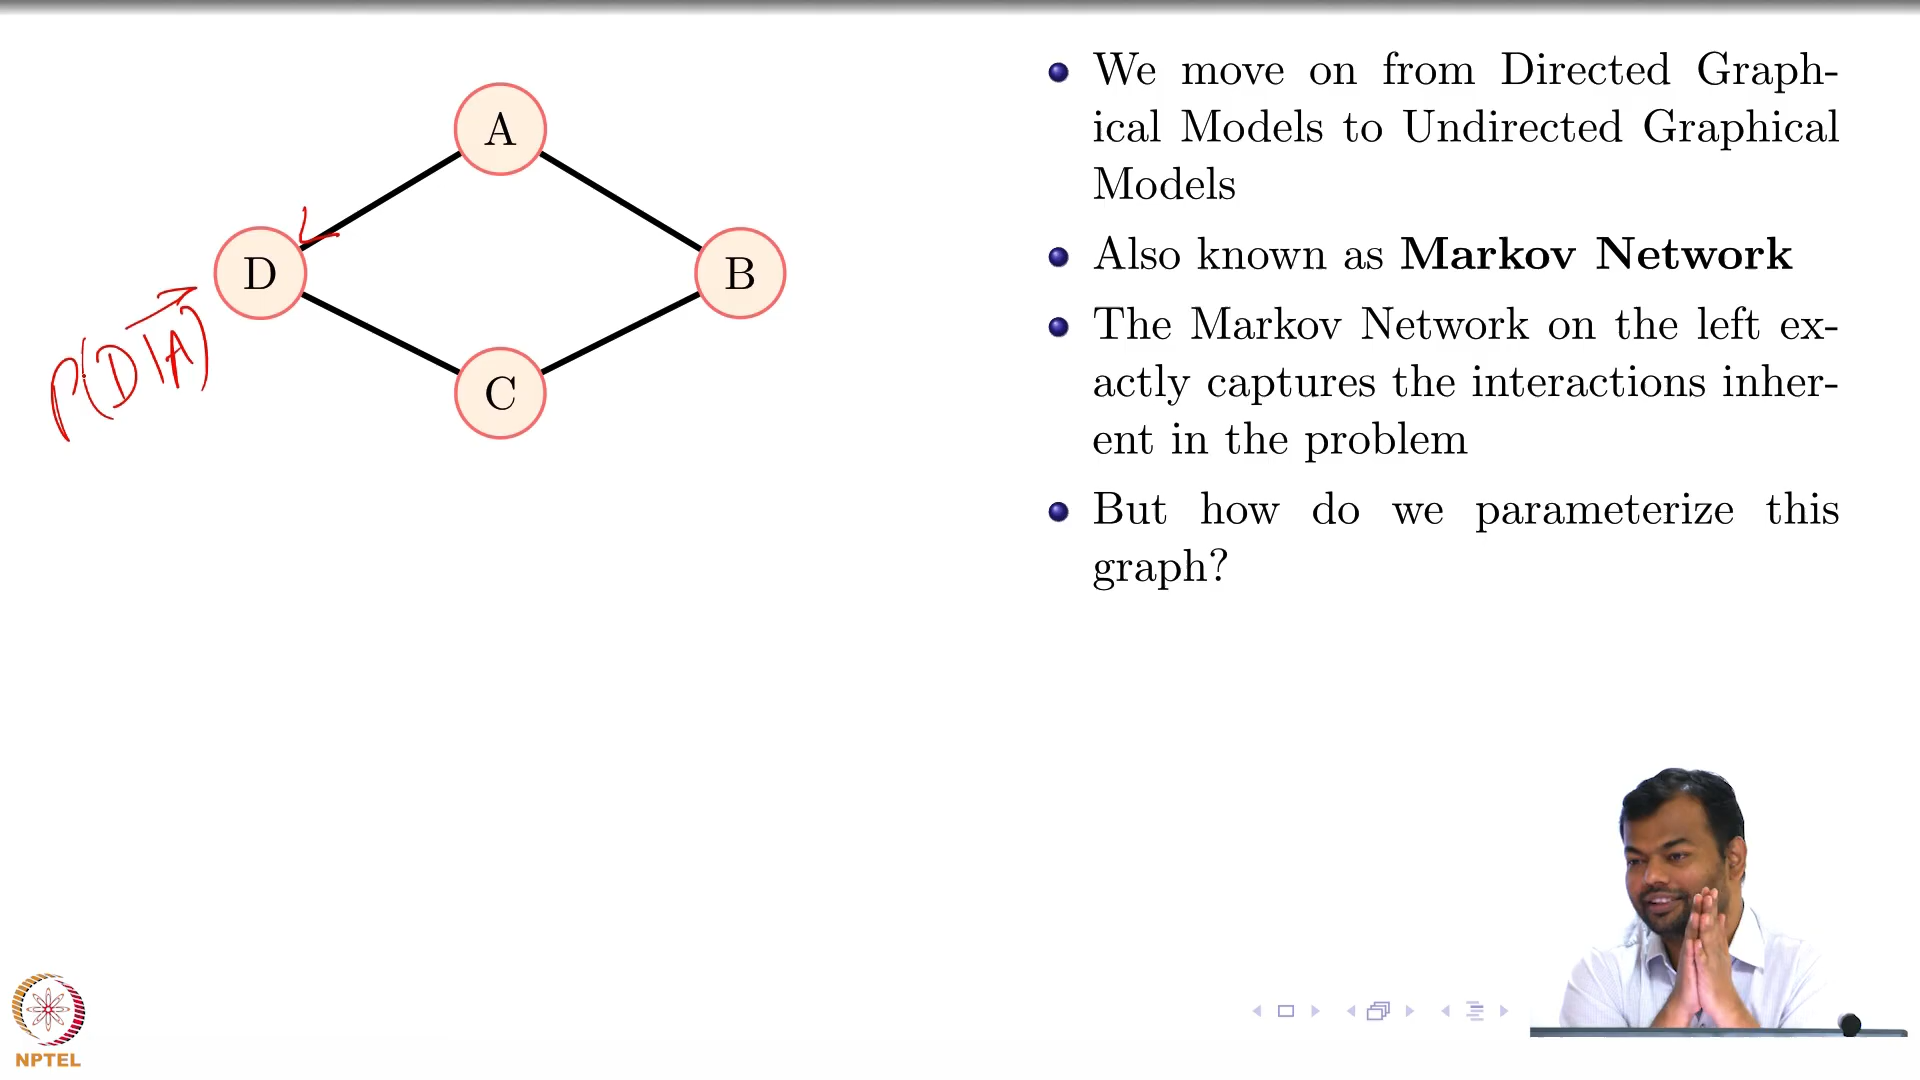 A
D
B
C
P(D|A)
We move on from Directed Graph-
ical Models to Undirected Graphical
Models
Also known as Markov Network
The Markov Network on the left ex-
actly captures the interactions inher-
ent in the problem
But how do we parameterize this
graph?
NPTEL